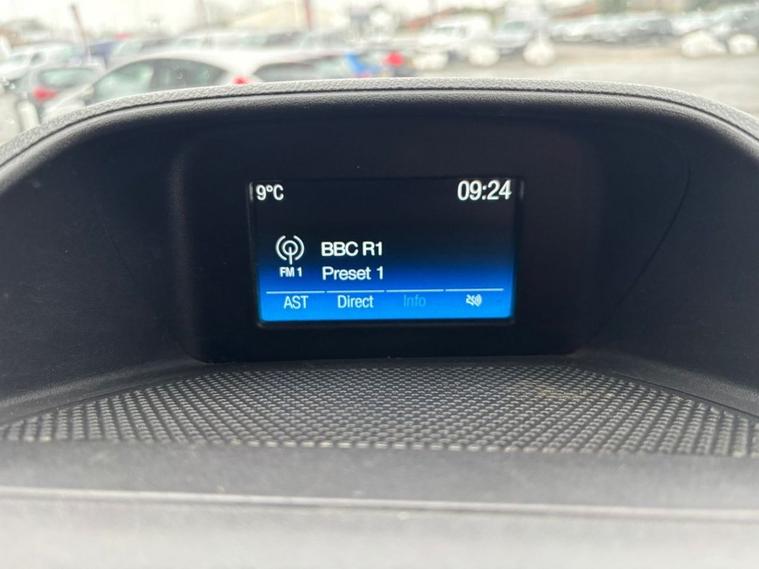 9°C 09:24
BBC R1
FM 1 Preset 1
AST Direct Info